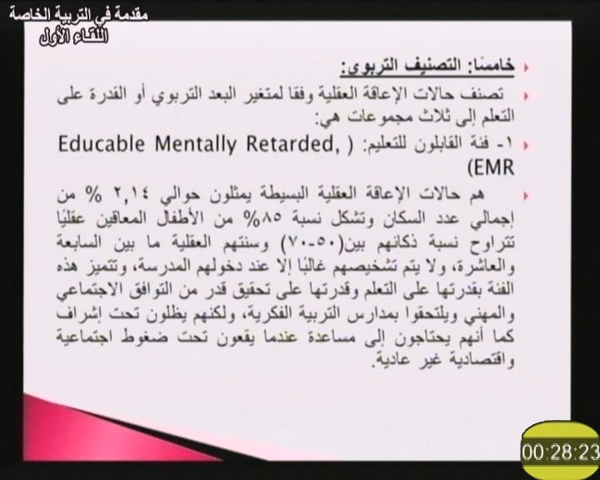 مقدمة في التربية الخاصة
اللقاء الأول
خامسًا: التصنيف التربوي:
تصنف حالات الإعاقة العقلية وفقا لمتغير البعد التربوي أو القدرة على
التعلم إلى ثلاث مجموعات هي:
١- فئة القابلون للتعليم: ( Educable Mentally Retarded,
EMR)
هم حالات الإعاقة العقلية البسيطة يمثلون حوالي ٢,١٤ % من
إجمالي عدد السكان وتشكل نسبة ٨٥% من الأطفال المعاقين عقليًا
تتراوح نسبة ذكائهم بين(٥٠-٧٠) وسنتهم العقلية ما بين السابعة
والعاشرة، ولا يتم تشخيصهم غالبًا إلا عند دخولهم المدرسة، وتتميز هذه
الفئة بقدرتها على التعلم وقدرتها على تحقيق قدر من التوافق الاجتماعي
والمهني ويلتحقوا بمدارس التربية الفكرية، ولكنهم يظلون تحت إشراف
كما أنهم يحتاجون إلى مساعدة عندما يقعون تحت ضغوط اجتماعية
واقتصادية غير عادية.
00:28:23